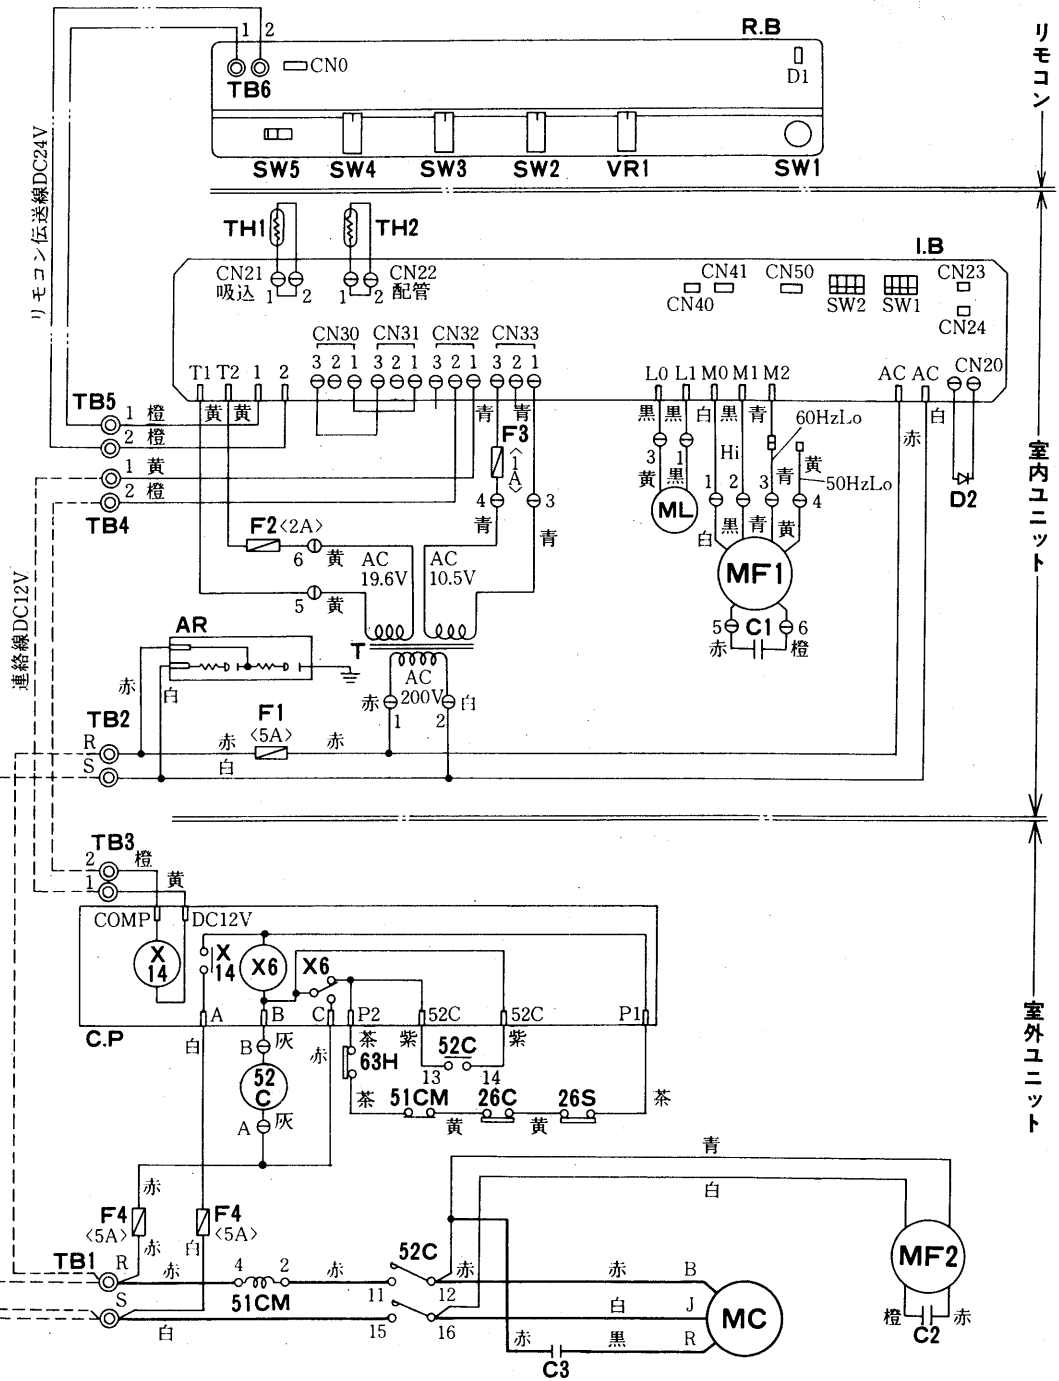 1 2
R.B
TB6
CN0
D1
SW5 SW4 SW3 SW2 VR1 SW1
リモコン
リモコン伝送線DC24V
TH1 TH2
I.B
CN21 CN22
吸込 1 2 1 2 配管
CN41 CN50 CN23
CN40 SW2 SW1
CN24
CN30 CN31 CN32 CN33
3 2 1 3 2 1 3 2 1 3 2 1
CN20
T1 T2 1 2
L0 L1 M0 M1 M2 AC AC
TB5
1 橙 黄 黄
2 橙
1 黄
2 橙
TB4
青 青
F3
〈1A〉
4 3
青 青
黒 黒 白 黒 青
60HzLo
3 1 Hi
黄 黒 1 2 3 青 黄 4
50HzLo
ML
白 黒 青 黄
MF1
5 C1 6
赤 橙
赤 白
D2
室内ユニット
F2〈2A〉
6 黄
AC
19.6V
AC
10.5V
5 黄
連絡線DC12V
AR
T
AC
200V
赤 白
赤 1 2 白
TB2
R 赤 F1 赤
〈5A〉
S 白
TB3
2 橙
1 黄
COMP DC12V
X
14
X
14
X6 X6
A B C P2 52C 52C P1
C.P
白 B 灰 赤 茶 紫 紫
52
C
63H
52C
13 14
A 灰
茶 51CM 26C 26S 茶
黄 黄
室外ユニット
青
白
赤
F4 F4
〈5A〉 〈5A〉
赤 白
TB1 R 赤 4 2 赤 52C 赤 赤 B
51CM 11 12
S 白 15 16 白 J
赤 黒 R
C3
MC
MF2
橙 赤
C2